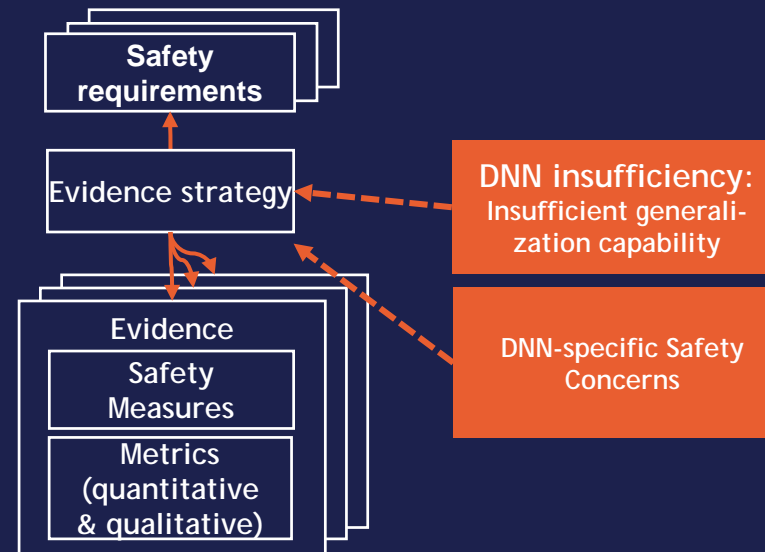 Safety
requirements
Evidence strategy
DNN insufficiency:
Insufficient generali-
zation capability
DNN-specific Safety
Concerns
Evidence
Safety
Measures
Metrics
(quantitative
& qualitative)